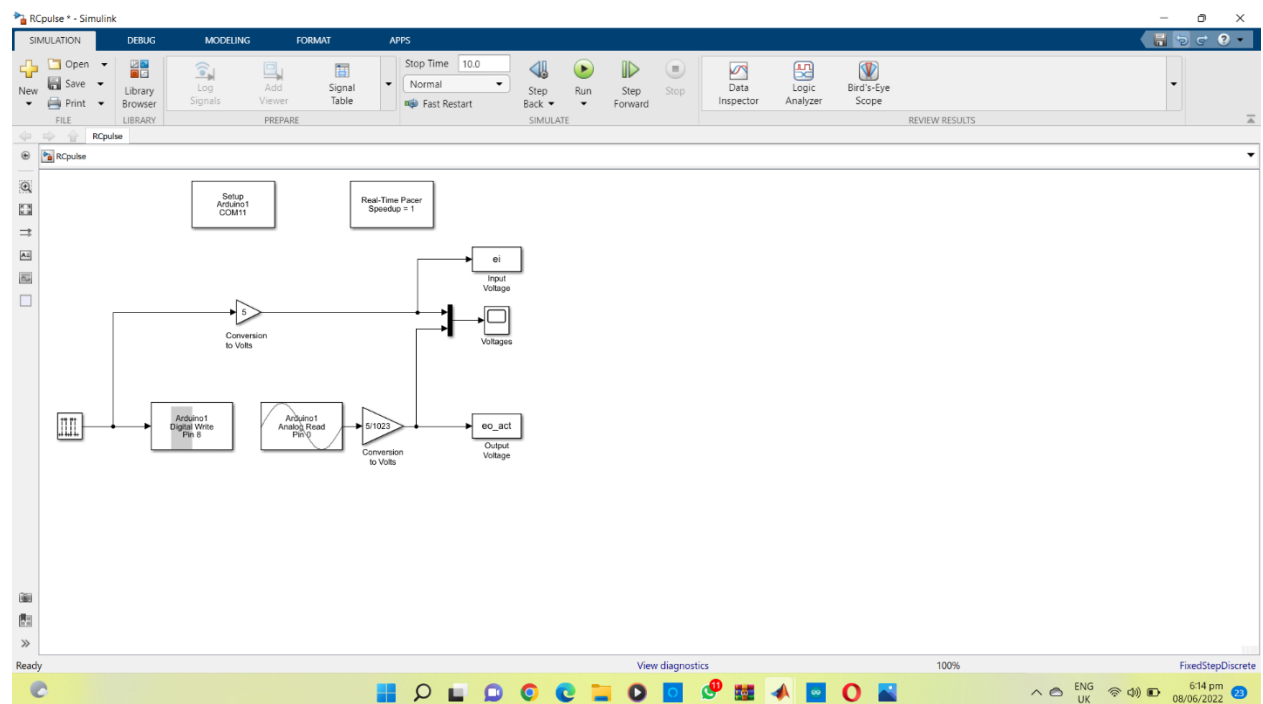 RCpulse * - Simulink
SIMULATION DEBUG MODELING FORMAT APPS
New
Open
Save
Print
FILE
Library
Browser
LIBRARY
Log
Signals
Add
Viewer
Signal
Table
PREPARE
Stop Time 10.0
Normal
Fast Restart
Step
Back
Run
Step
Forward
Stop
SIMULATE
Data
Inspector
Logic
Analyzer
Bird's-Eye
Scope
REVIEW RESULTS
RCpulse
RCpulse
Setup
Arduino1
COM11
Real-Time Pacer
Speedup = 1
ei
Input
Voltage
5
Conversion
to Volts
Voltages
Arduino1
Digital Write
Pin 8
Arduino1
Analog Read
Pin 0
5/1023
Conversion
to Volts
eo_act
Output
Voltage
Ready
View diagnostics
100%
FixedStepDiscrete
11
ENG
UK
6:14 pm
08/06/2022
23